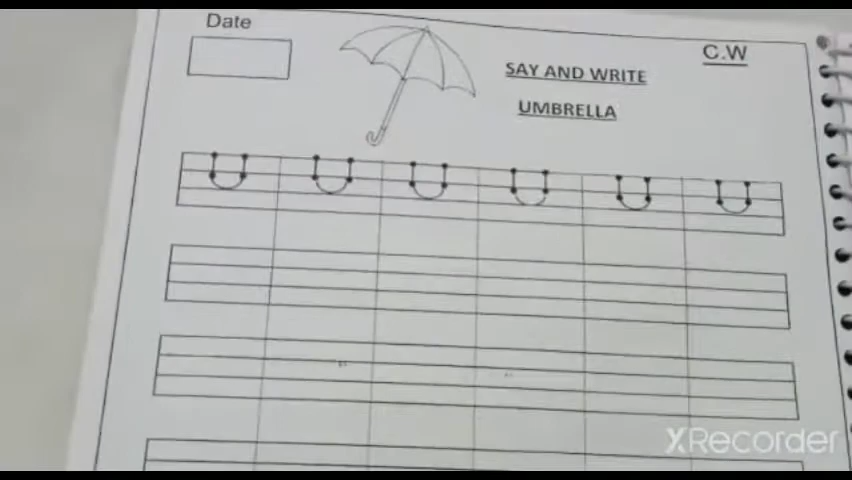 Date
C.W
SAY AND WRITE
UMBRELLA
U U U U U U
XRecorder